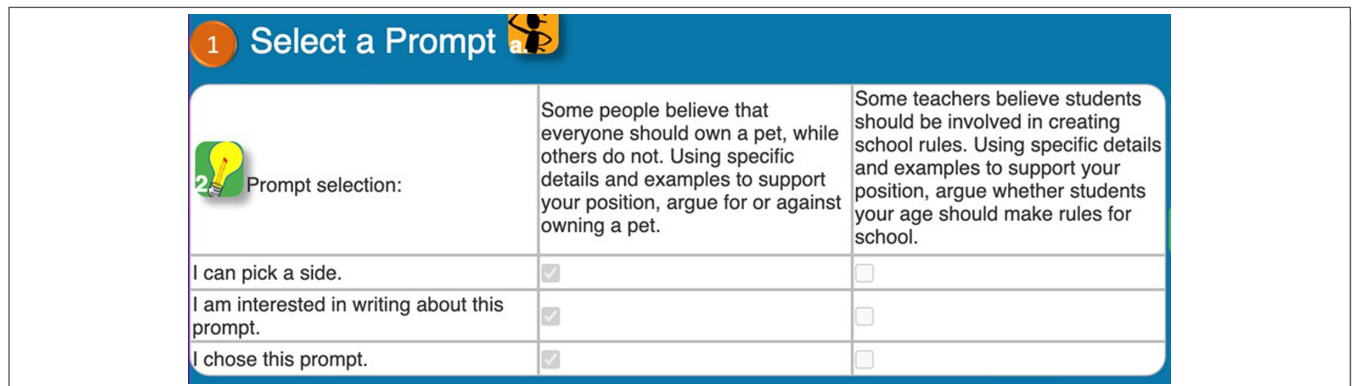 1 Select a Prompt a.
Some people believe that
everyone should own a pet, while
others do not. Using specific
details and examples to support
your position, argue for or against
owning a pet.
Some teachers believe students
should be involved in creating
school rules. Using specific details
and examples to support your
position, argue whether students
your age should make rules for
school.
2. Prompt selection:
I can pick a side.
I am interested in writing about this
prompt.
I chose this prompt.